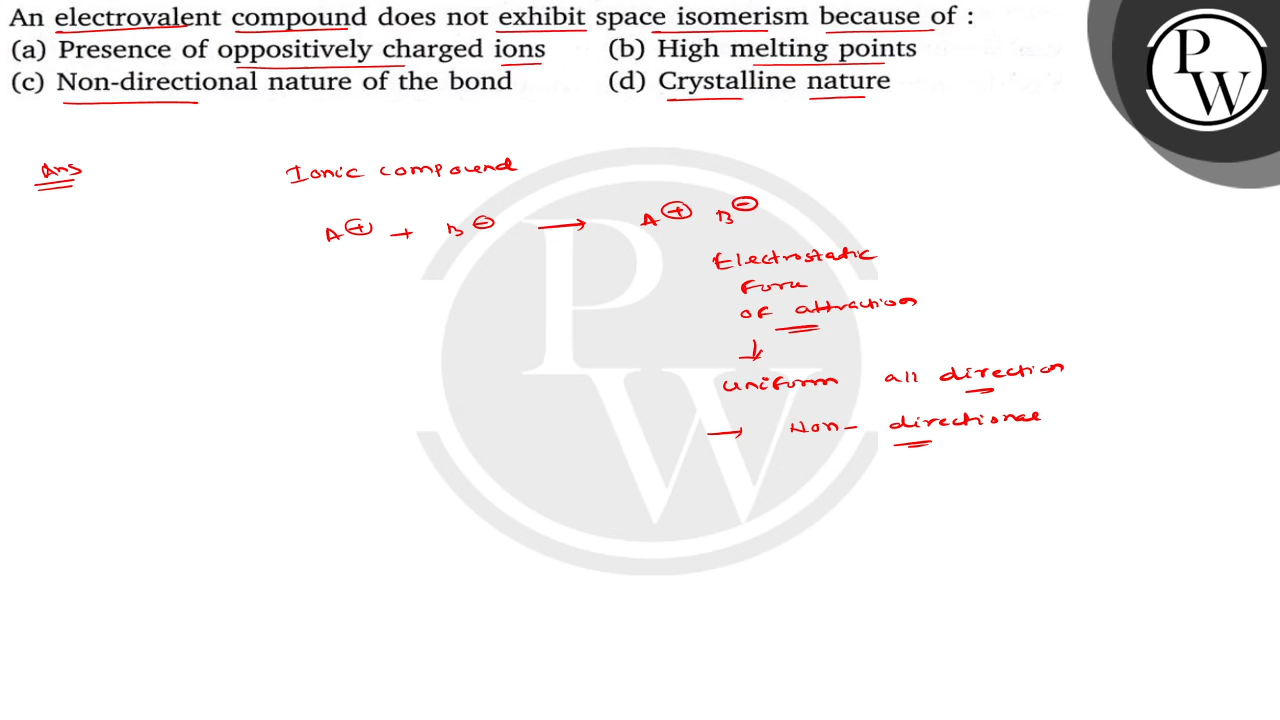 An electrovalent compound does not exhibit space isomerism because of :
(a) Presence of oppositively charged ions (b) High melting points
(c) Non-directional nature of the bond (d) Crystalline nature
PW
Ans
Ionic compound
A⊕ + B⊖ → A⊕ B⊖
Electrostatic
Force
of attraction
↓
uniform all direction
→ Non-directional
PW